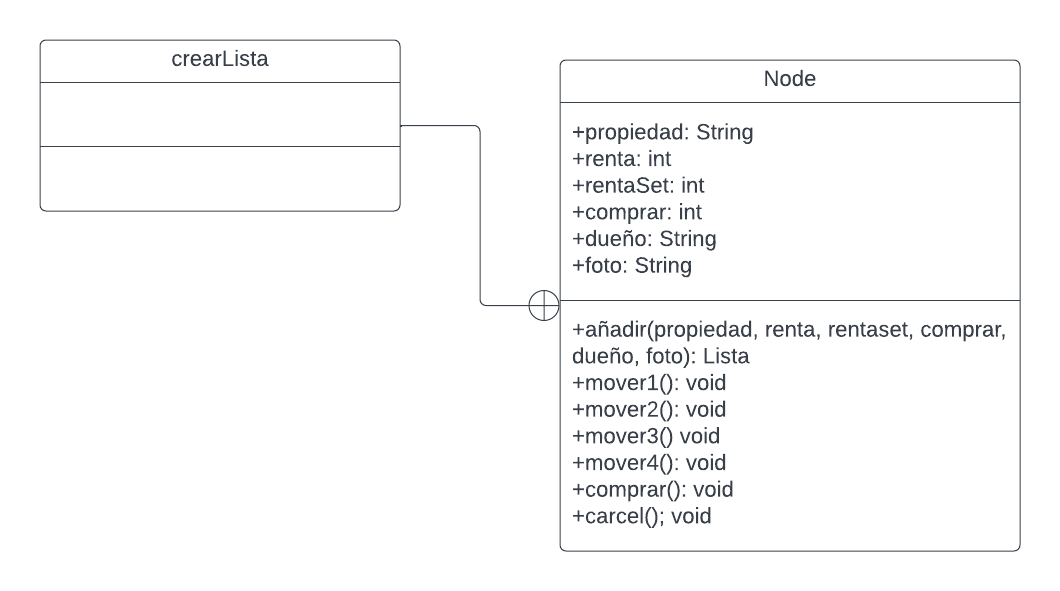 crearLista
Node
+propiedad: String
+renta: int
+rentaSet: int
+comprar: int
+dueño: String
+foto: String
+añadir(propiedad, renta, rentaset, comprar,
dueño, foto): Lista
+mover1(): void
+mover2(): void
+mover3() void
+mover4(): void
+comprar(): void
+carcel(); void